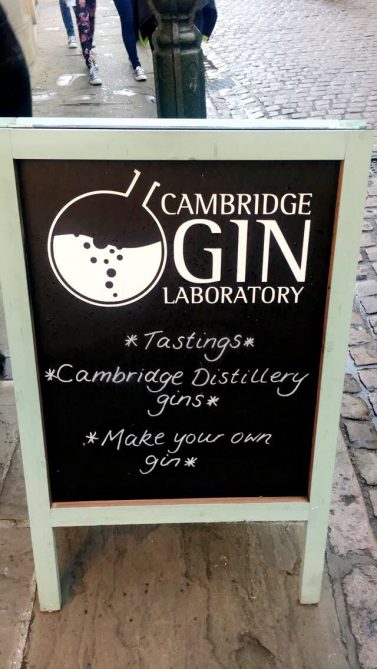 CAMBRIDGE
GIN
LABORATORY
*Tastings*
*Cambridge Distillery
gins*
*Make your own
gin*